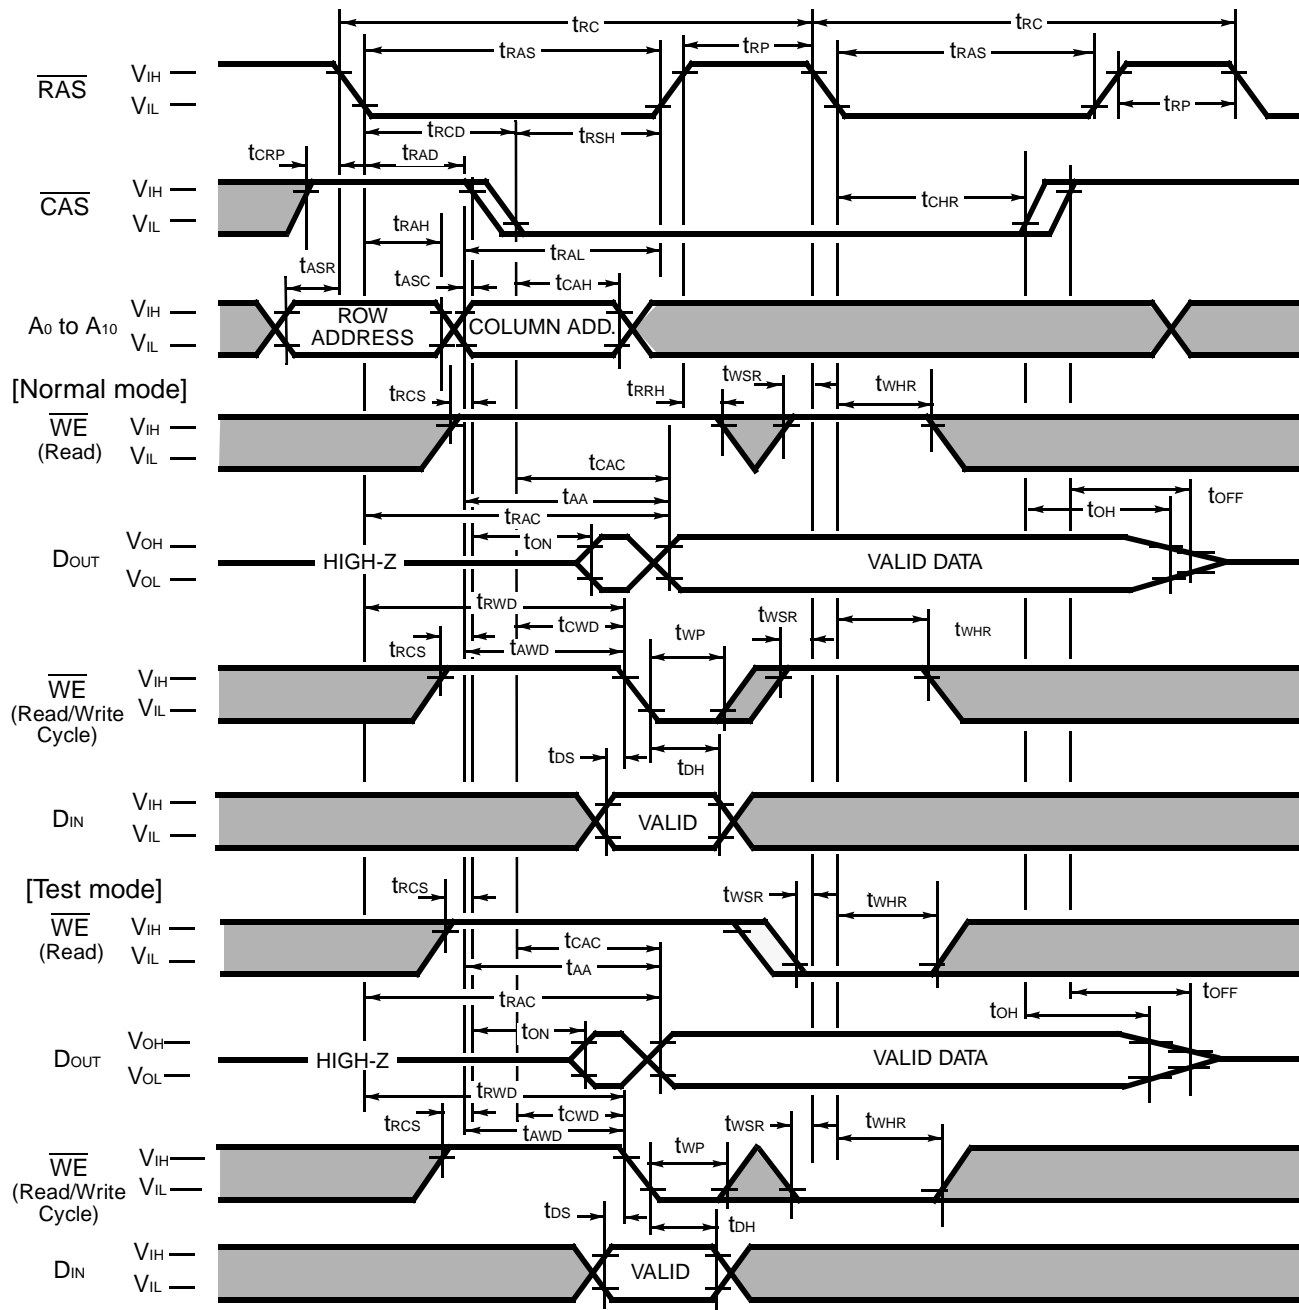 tRC tRC
tRAS tRP tRAS
RAS VIH
VIL
tRP
tRCD tRSH
tCRP tRAD
CAS VIH
VIL
tCHR
tRAH
tRAL
tASR tASC tCAH
A0 to A10 VIH
VIL
ROW
ADDRESS
COLUMN ADD.
[Normal mode]
tRCS tRRH tWSR tWHR
WE
(Read)
VIH
VIL
tCAC
tAA
tRAC
tON
tOFF
tOH
DOUT VOH
VOL
HIGH-Z VALID DATA
tRWD
tCWD
tAWD
tRCS tWP tWSR tWHR
WE
(Read/Write
Cycle)
VIH
VIL
tDS tDH
DIN VIH
VIL
VALID
[Test mode]
tRCS tWSR tWHR
WE
(Read)
VIH
VIL
tCAC
tAA
tRAC
tON
tOFF
tOH
DOUT VOH
VOL
HIGH-Z VALID DATA
tRWD
tCWD
tAWD
tRCS tWP tWSR tWHR
WE
(Read/Write
Cycle)
VIH
VIL
tDS tDH
DIN VIH
VIL
VALID